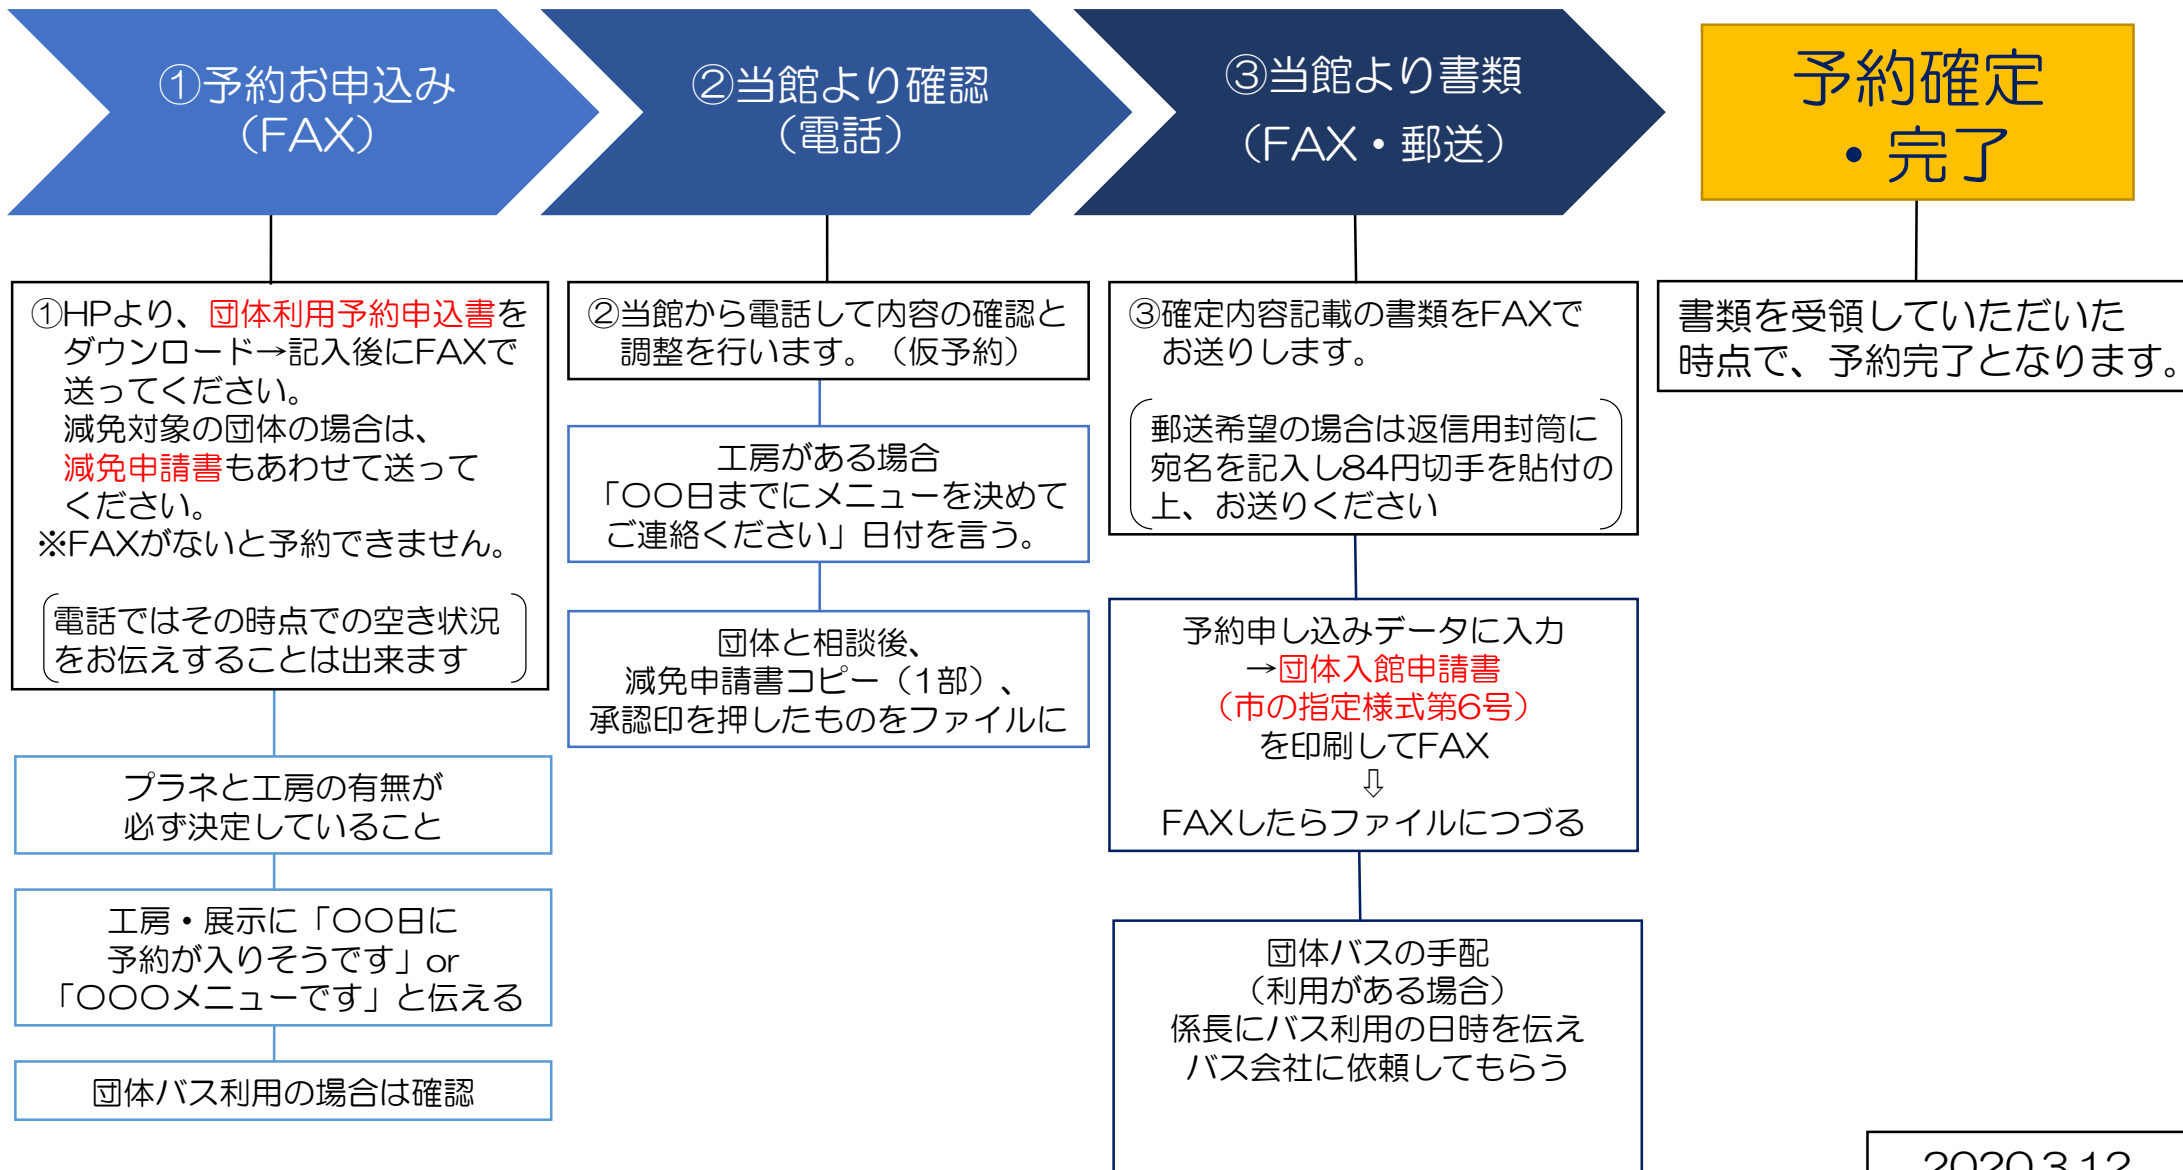 ①予約お申込み
（FAX）
②当館より確認
（電話）
③当館より書類
（FAX・郵送）
予約確定
・完了
①HPより、団体利用予約申込書を
ダウンロード→記入後にFAXで
送ってください。
減免対象の団体の場合は、
減免申請書もあわせて送って
ください。
※FAXがないと予約できません。
電話ではその時点での空き状況
をお伝えすることは出来ます
プラネと工房の有無が
必ず決定していること
工房・展示に「〇〇日に
予約が入りそうです」or
「〇〇〇メニューです」と伝える
団体バス利用の場合は確認
②当館から電話して内容の確認と
調整を行います。（仮予約）
工房がある場合
「〇〇日までにメニューを決めて
ご連絡ください」日付を言う。
団体と相談後、
減免申請書コピー（1部）、
承認印を押したものをファイルに
③確定内容記載の書類をFAXで
お送りします。
郵送希望の場合は返信用封筒に
宛名を記入し84円切手を貼付の
上、お送りください
予約申し込みデータに入力
→団体入館申請書
（市の指定様式第6号）
を印刷してFAX
⇩
FAXしたらファイルにつづる
団体バスの手配
（利用がある場合）
係長にバス利用の日時を伝え
バス会社に依頼してもらう
書類を受領していただいた
時点で、予約完了となります。
2020.3.12